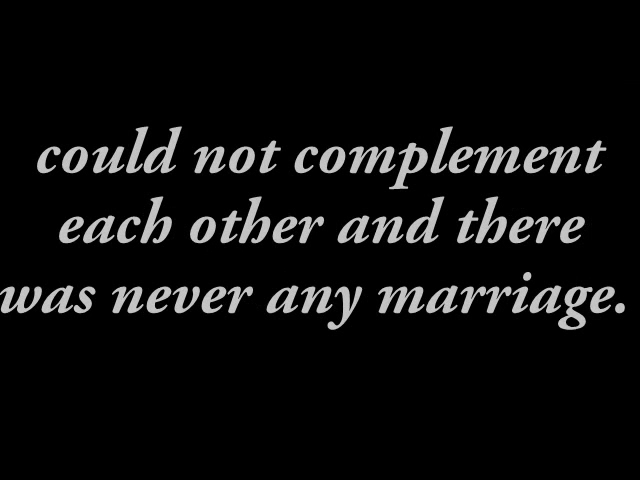 could not complement
each other and there
was never any marriage.